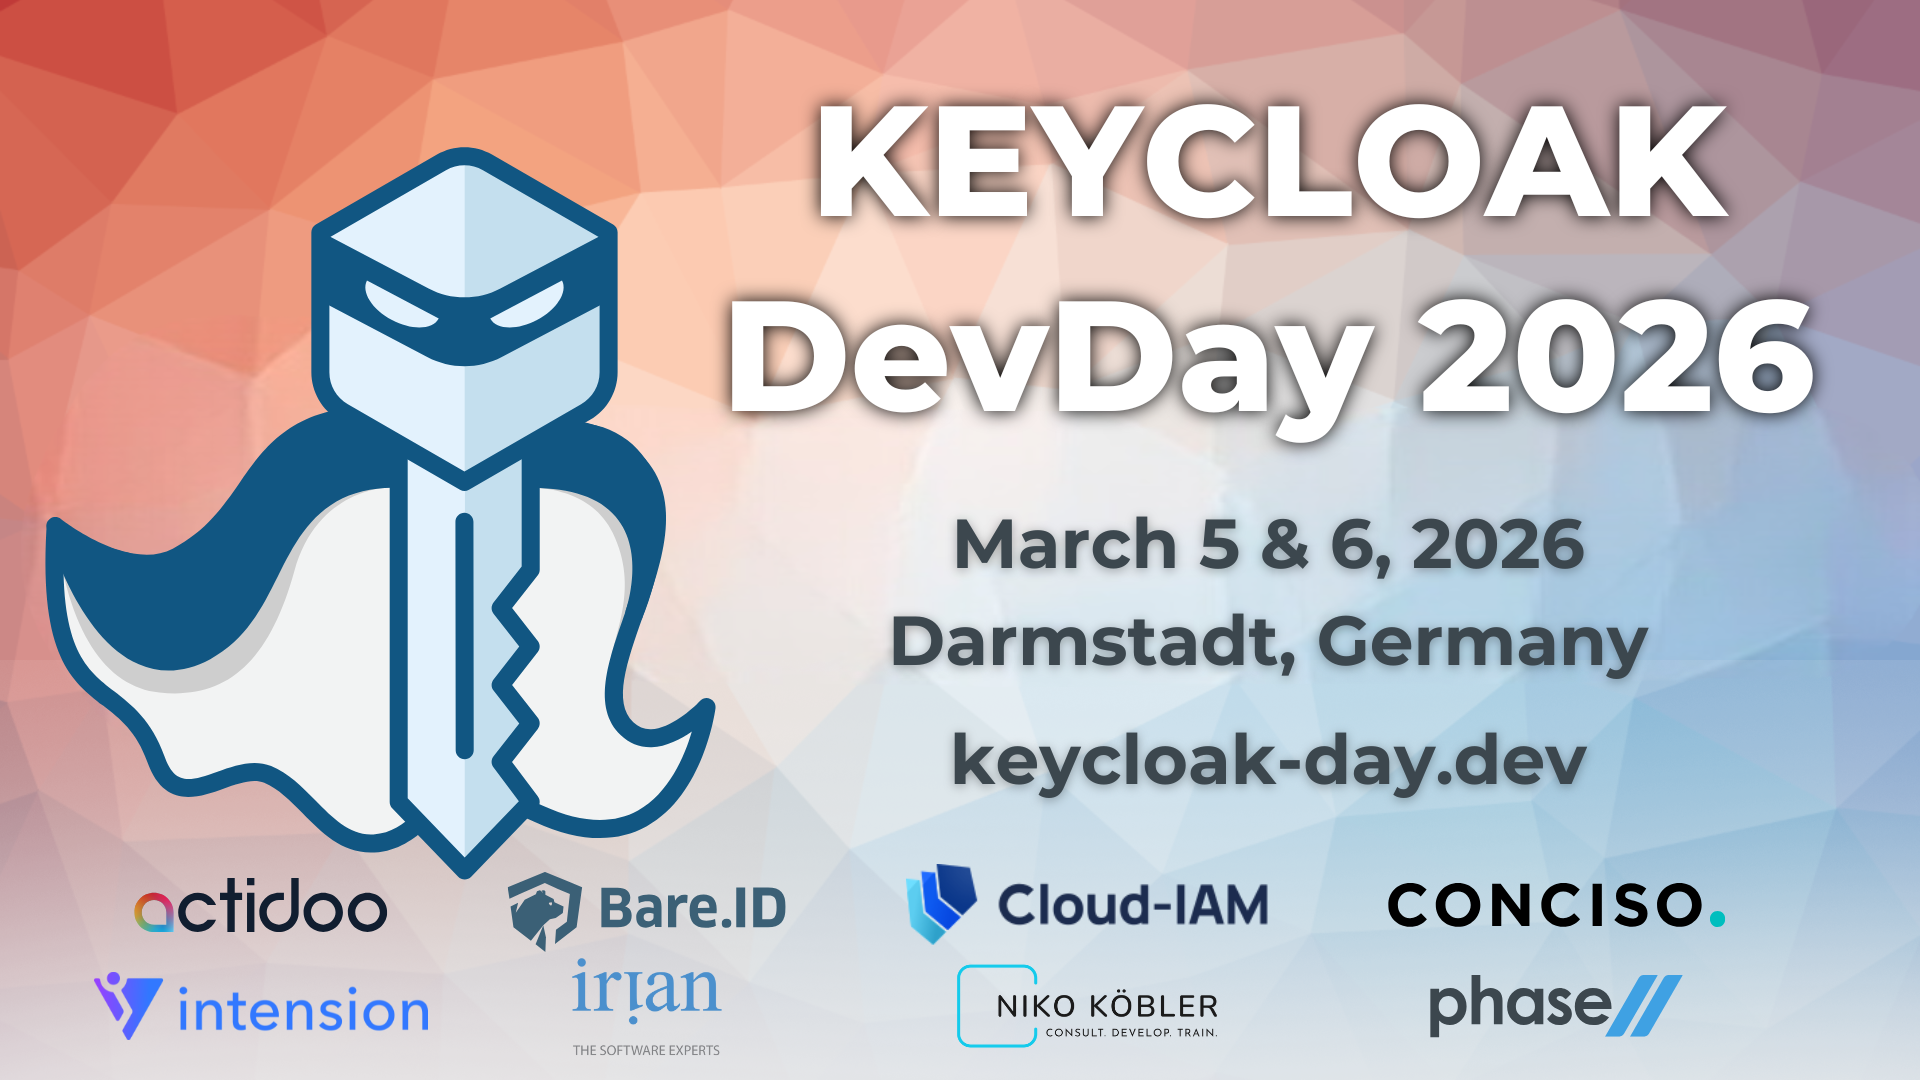 KEYCLOAK
DevDay 2026
March 5 & 6, 2026
Darmstadt, Germany
keycloak-day.dev
actidoo
Bare.ID
Cloud-IAM
CONCISO.
intension
irian
THE SOFTWARE EXPERTS
NIKO KÖBLER
CONSULT. DEVELOP. TRAIN.
phase//